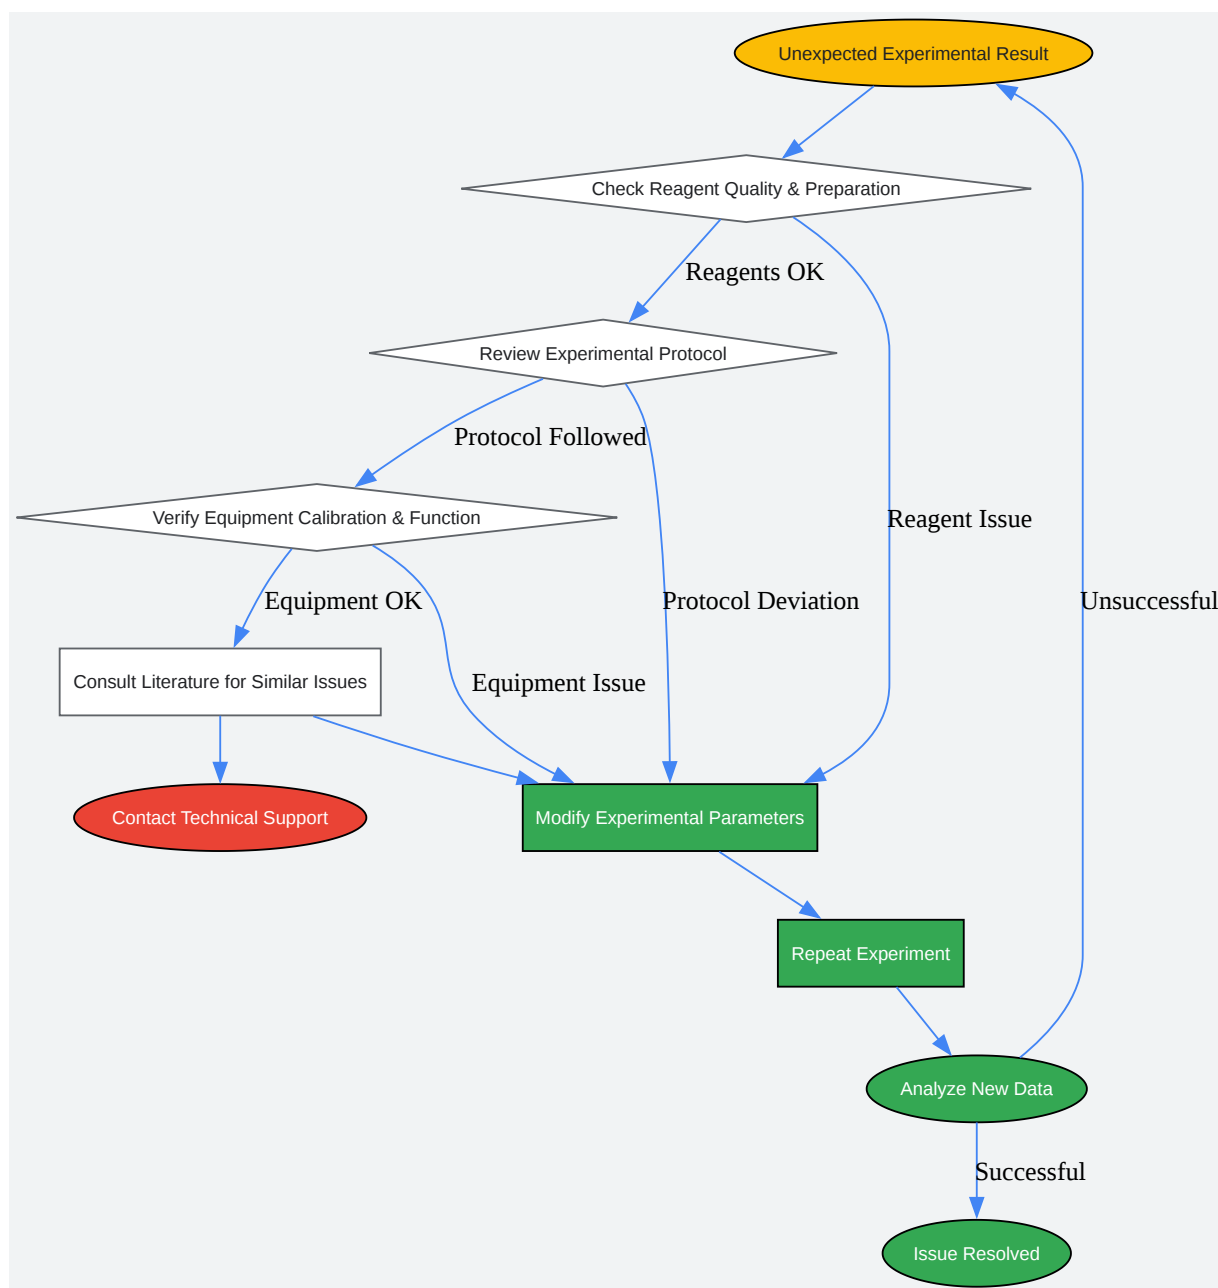 Unexpected Experimental Result
Check Reagent Quality & Preparation
Reagents OK
Review Experimental Protocol
Protocol Followed
Verify Equipment Calibration & Function
Reagent Issue
Equipment OK
Protocol Deviation
Unsuccessful
Consult Literature for Similar Issues
Equipment Issue
Contact Technical Support
Modify Experimental Parameters
Repeat Experiment
Analyze New Data
Successful
Issue Resolved